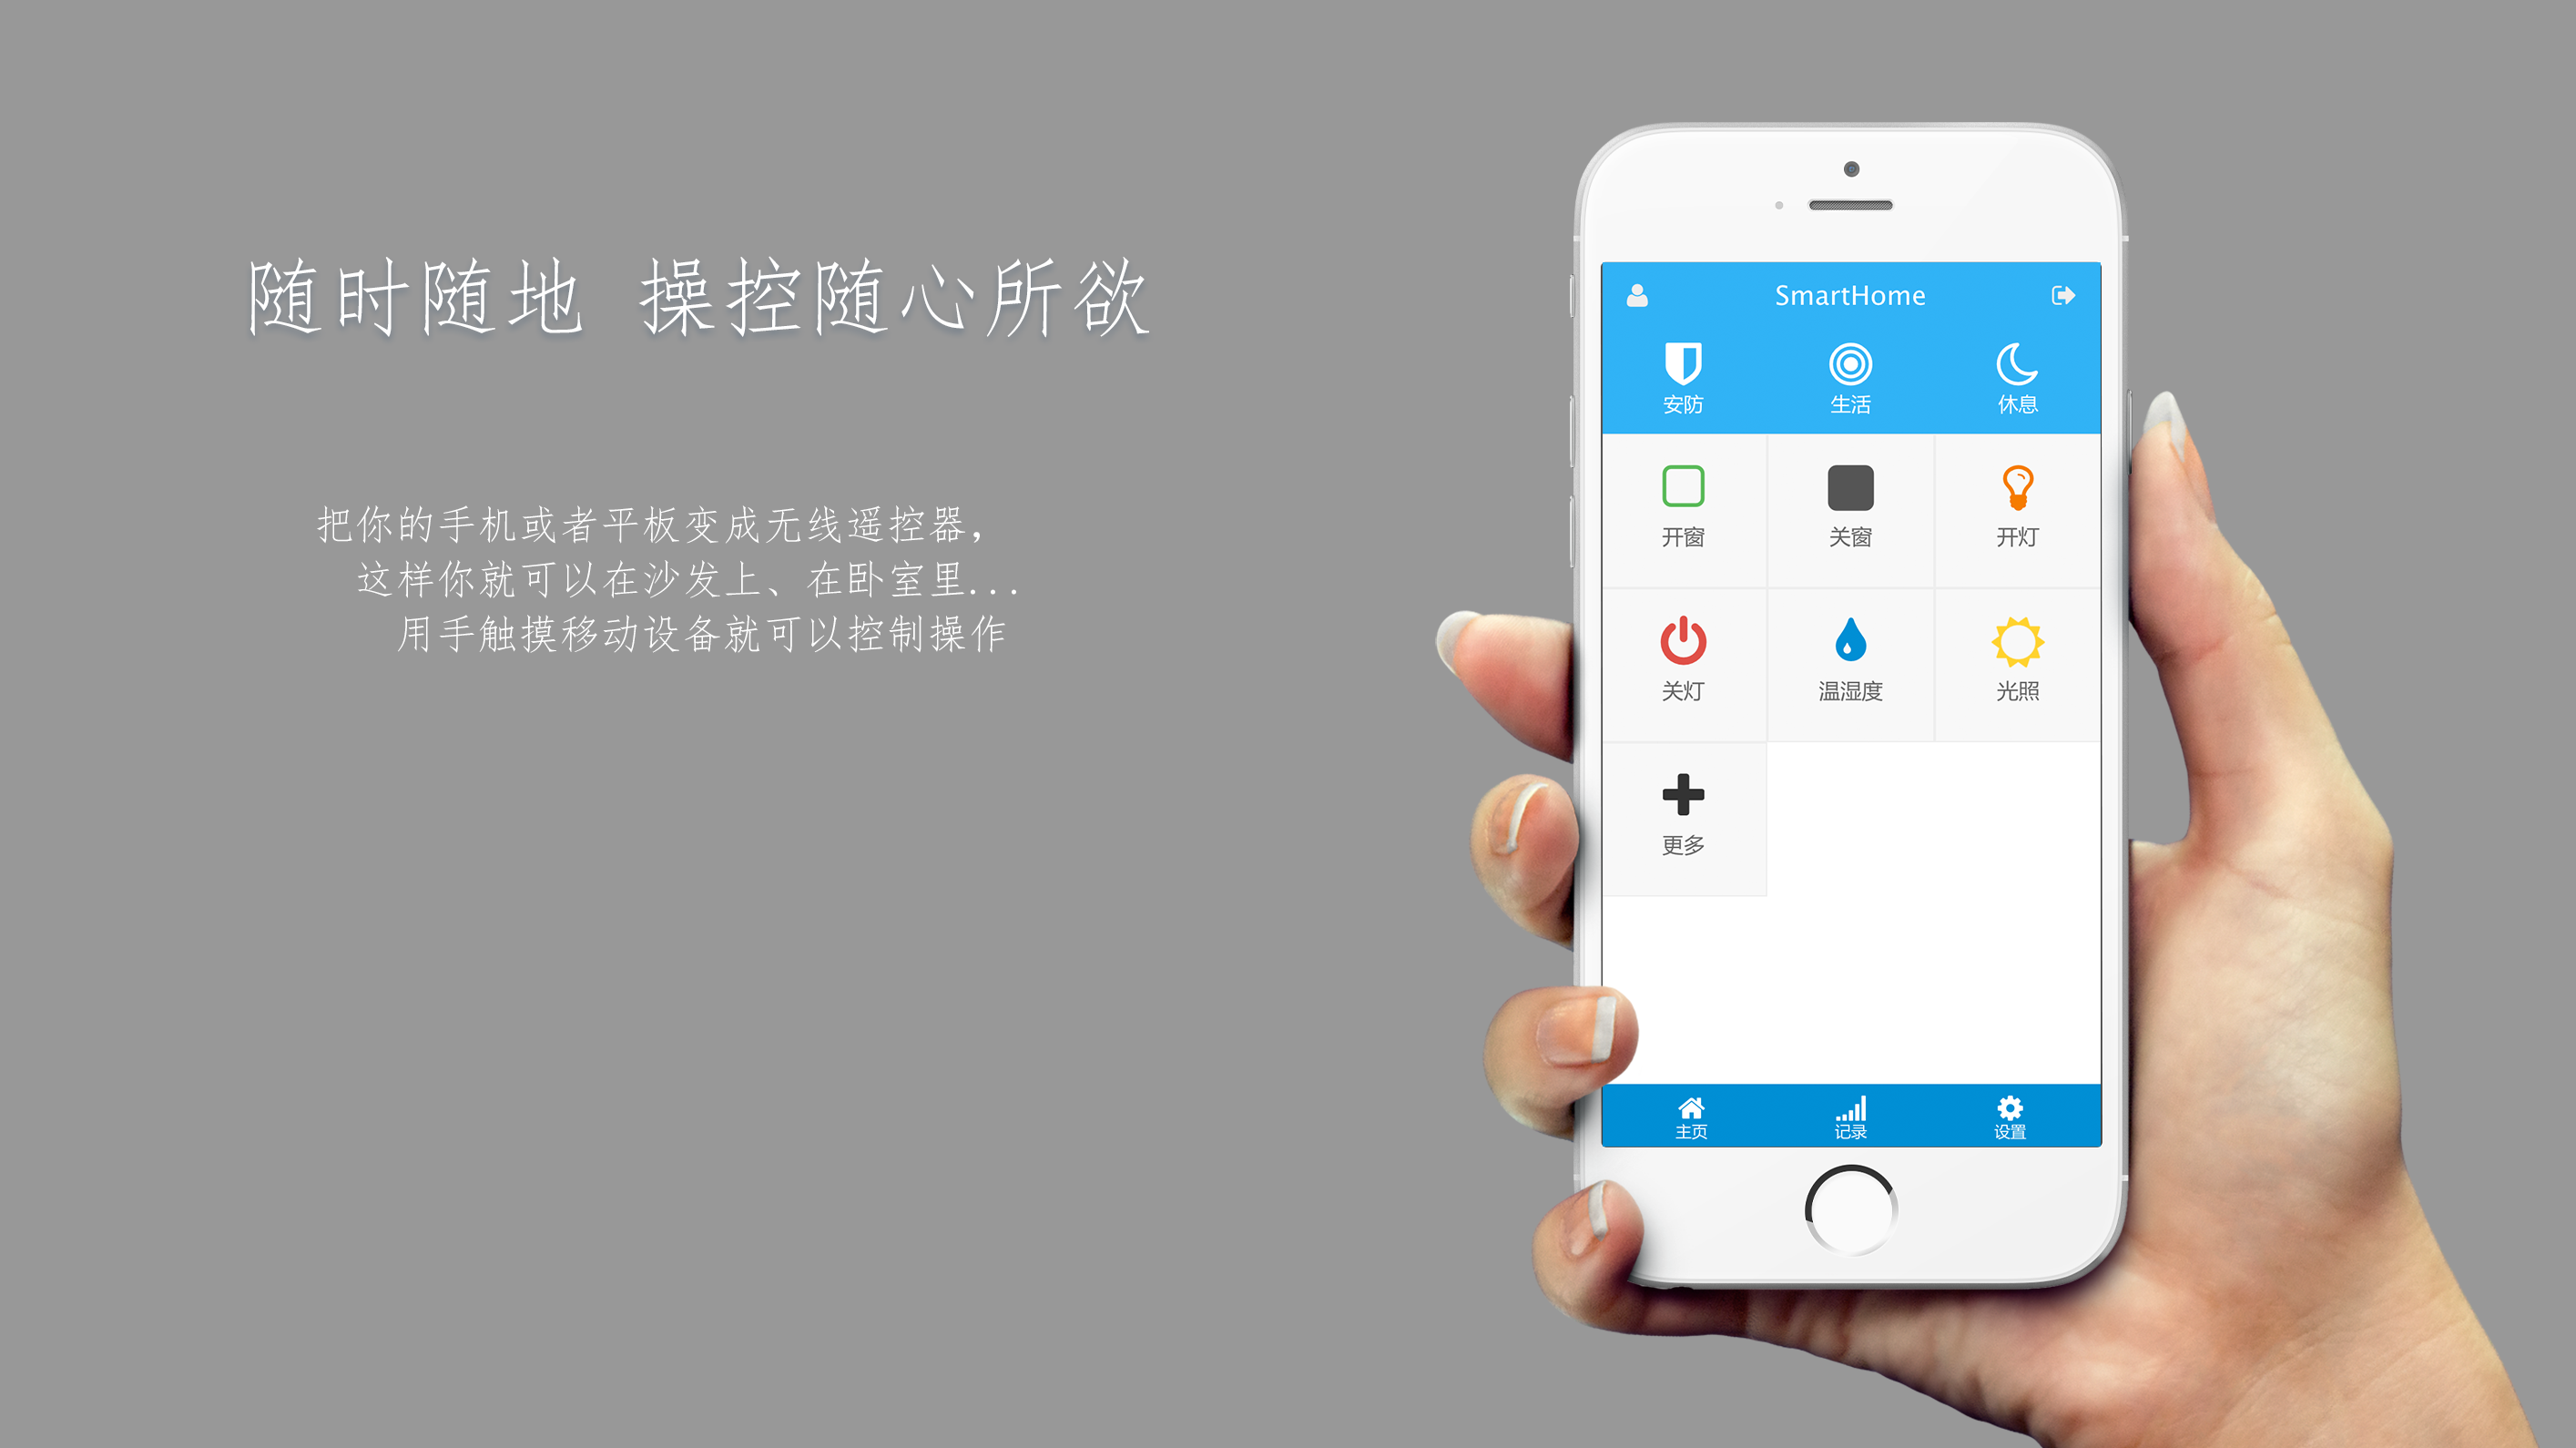 随时随地 操控随心所欲
把你的手机或者平板变成无线遥控器，
这样你就可以在沙发上、在卧室里...
用手触摸移动设备就可以控制操作
SmartHome
安防 生活 休息
开窗 关窗 开灯
关灯 温湿度 光照
更多
主页 记录 设置